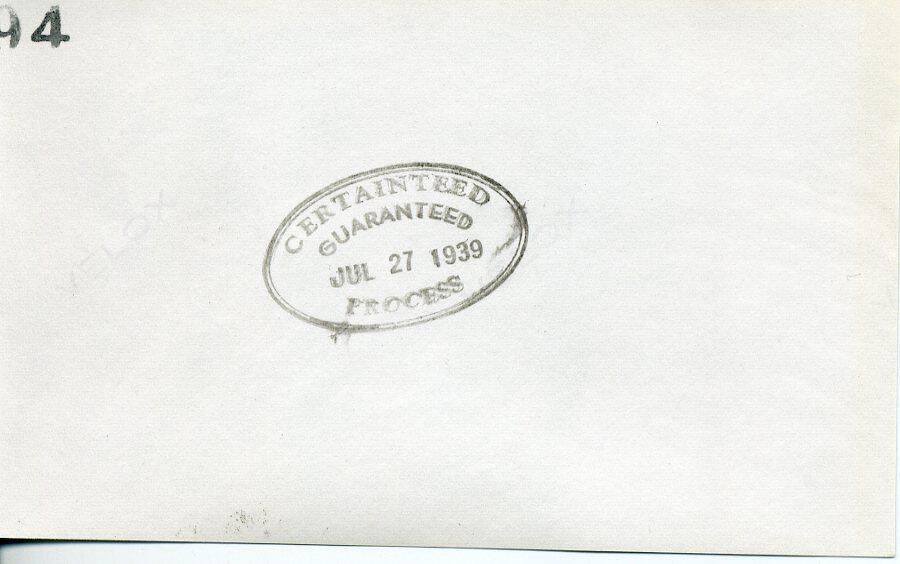 94
CERTAINTEED
GUARANTEED
JUL 27 1939
PROCESS